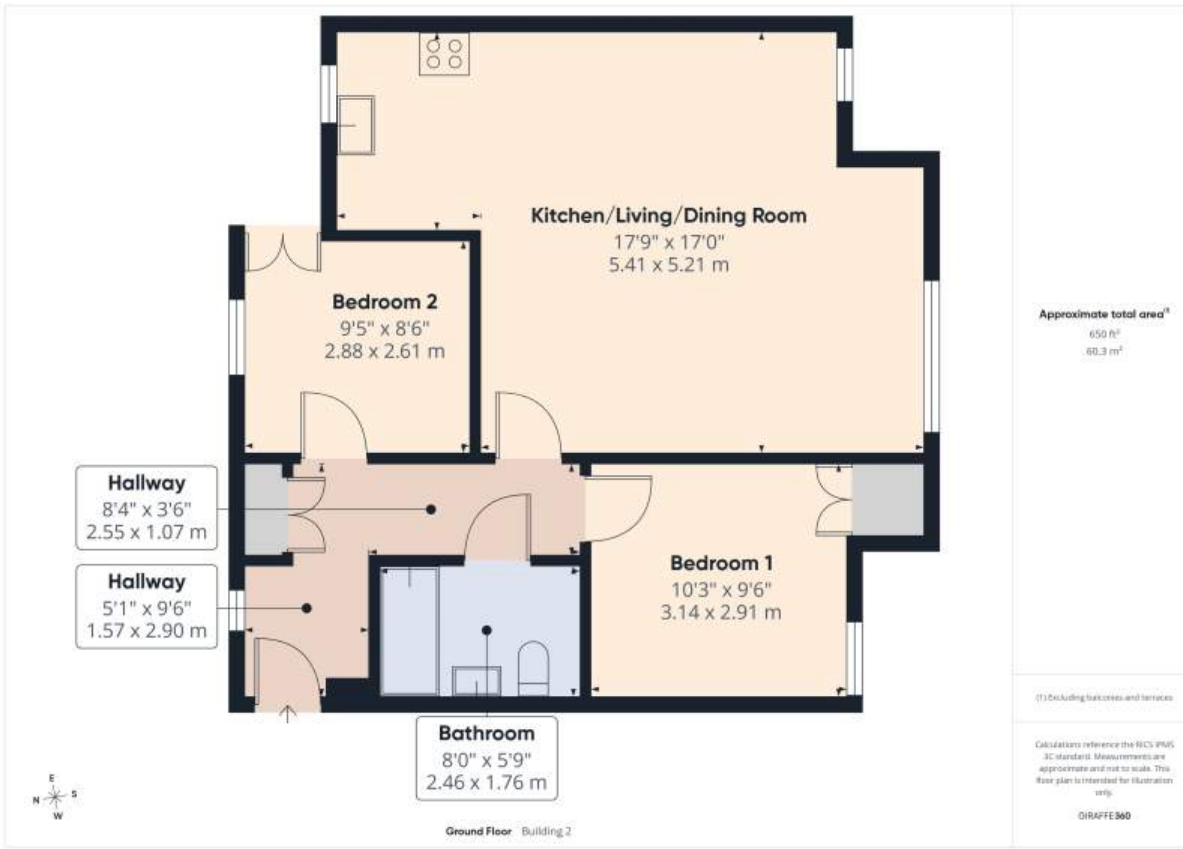 Kitchen/Living/Dining Room
17'9" x 17'0"
5.41 x 5.21 m
Bedroom 2
9'5" x 8'6"
2.88 x 2.61 m
Hallway
8'4" x 3'6"
2.55 x 1.07 m
Hallway
5'1" x 9'6"
1.57 x 2.90 m
Bedroom 1
10'3" x 9'6"
3.14 x 2.91 m
Bathroom
8'0" x 5'9"
2.46 x 1.76 m
E
N S
W
Ground Floor Building 2
Approximate total area⁽¹⁾
650 ft²
60.3 m²
(1) Excluding balconies and terraces
Calculations reference the RICS IPMS
3C standard. Measurements are
approximate and not to scale. This
floor plan is intended for illustration
only.
GIRAFFE360